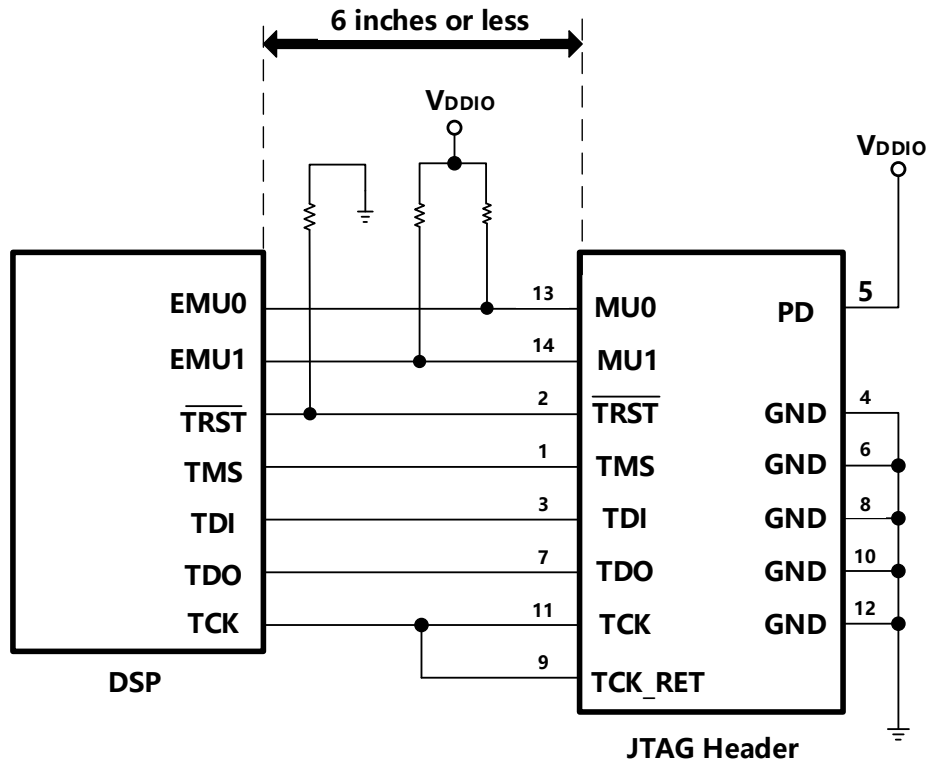 6 inches or less
VDDIO
VDDIO
EMU0
13
MU0
PD
5
EMU1
14
MU1
TRST
2
TRST
GND
4
TMS
1
TMS
GND
6
TDI
3
TDI
GND
8
TDO
7
TDO
GND
10
TCK
11
TCK
GND
12
9
TCK_RET
DSP
JTAG Header